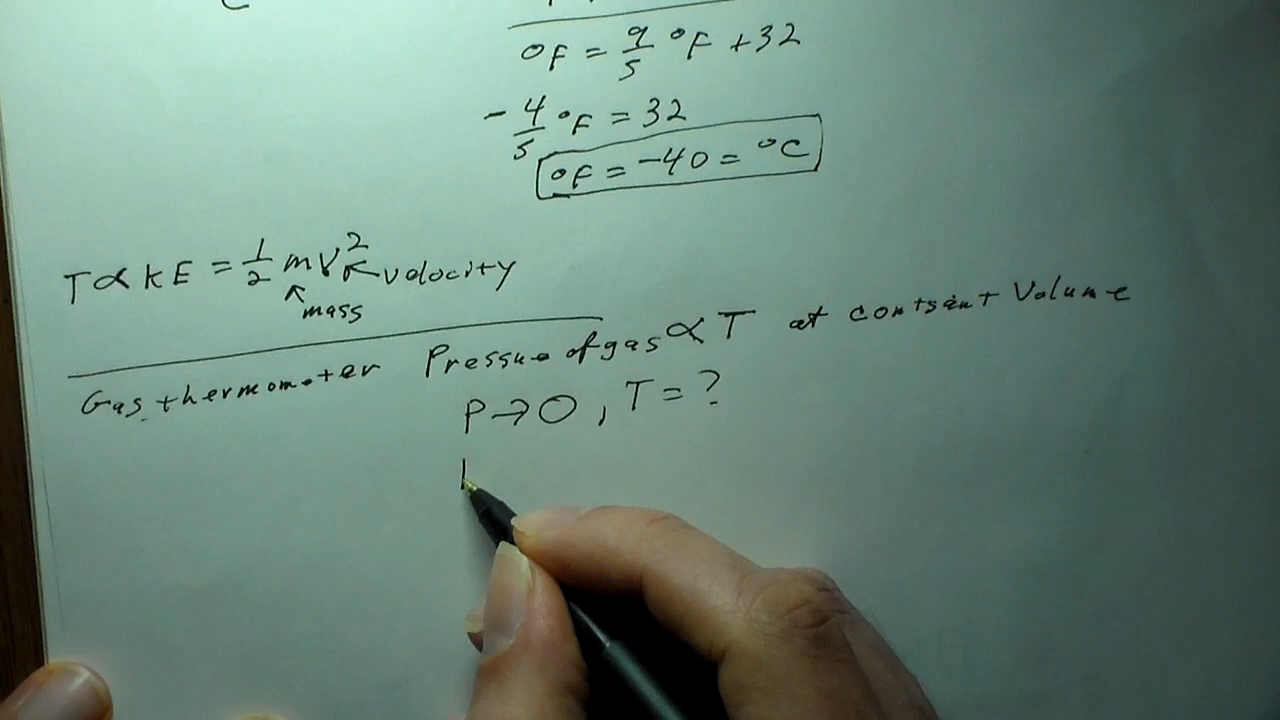 °F = 9/5 °F + 32
- 4/5 °F = 32
°F = -40 = °C
T ∝ KE = 1/2 mV² ↖ velocity
↖ mass
Gas thermometer Pressure of gas ∝ T at contsant Volume
P → 0, T = ?